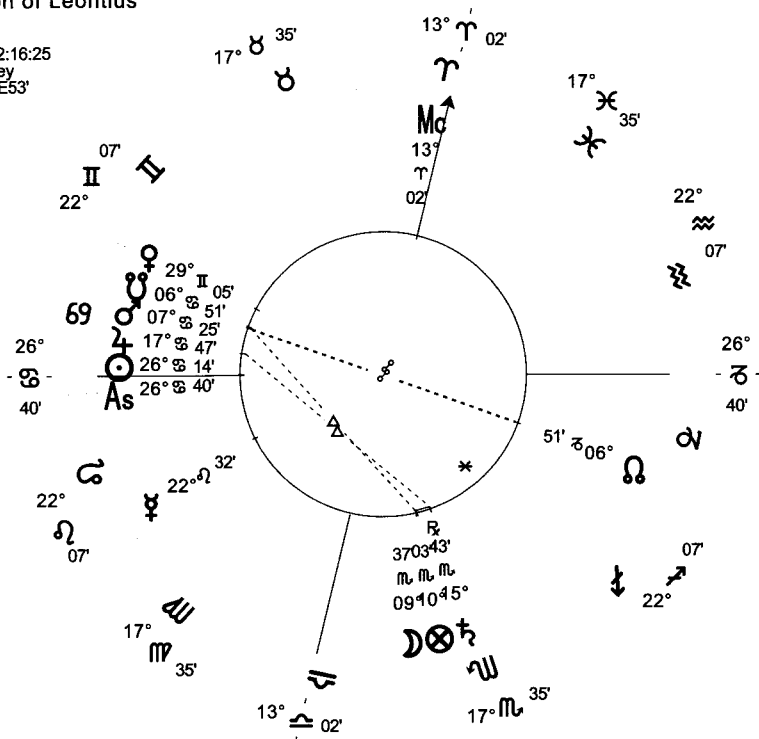 n of Leontius
2:16:25
ey
E53'
13° ♈ 02'
♈
Mc
13°
♈
02'
17° ♉ 35'
♉
17° ♓ 35'
♓
07'
22° ♊
♊
22° ♒ 07'
♒
♀ 29° ♊ 05'
☋ 06° ♋ 51'
♂ 07° ♋ 25'
♃ 17° ♋ 47'
☉ 26° ♋ 14'
As 26° ♋ 40'
♋
26°
♋
40'
26°
♑
40'
☍
△
△
⚹
51' ♑ 06° ☊
♑
22° ♌ 07'
♌
☿ 22° ♌ 32'
℞
37 03 43'
♏ ♏ ♏
09° 10° 15°
☽ ⊗ ♄
♏
17° ♏ 35'
07'
22° ♐
♐
17° ♍ 35'
♍
♎
13° ♎ 02'